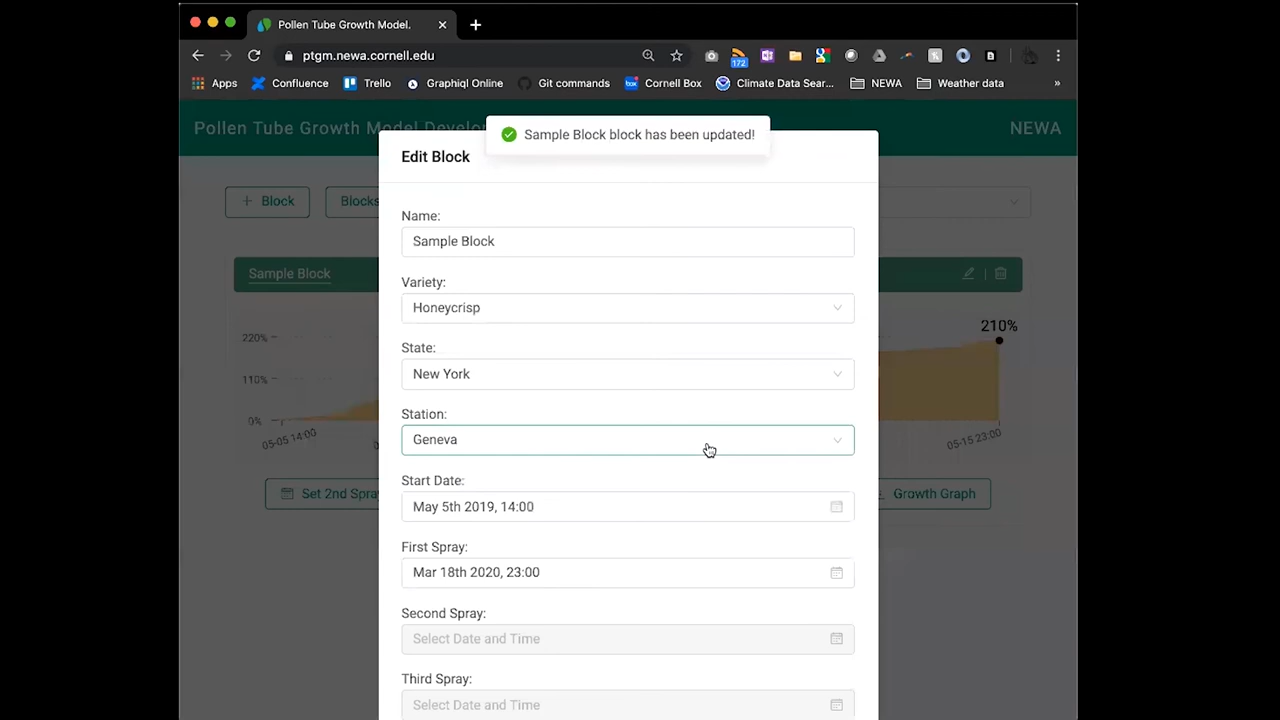 Pollen Tube Growth Model.
ptgm.newa.cornell.edu
172
Apps
Confluence
Trello
Graphiql Online
Git commands
Cornell Box
Climate Data Sear...
NEWA
Weather data
»
Pollen Tube Growth Model Develo
NEWA
Sample Block block has been updated!
Edit Block
+ Block
Blocks
Name:
Sample Block
Sample Block
Variety:
Honeycrisp
220%
110%
0%
05-05 14:00
210%
05-15 23:00
State:
New York
Station:
Geneva
Set 2nd Spra
Growth Graph
Start Date:
May 5th 2019, 14:00
First Spray:
Mar 18th 2020, 23:00
Second Spray:
Select Date and Time
Third Spray:
Select Date and Time